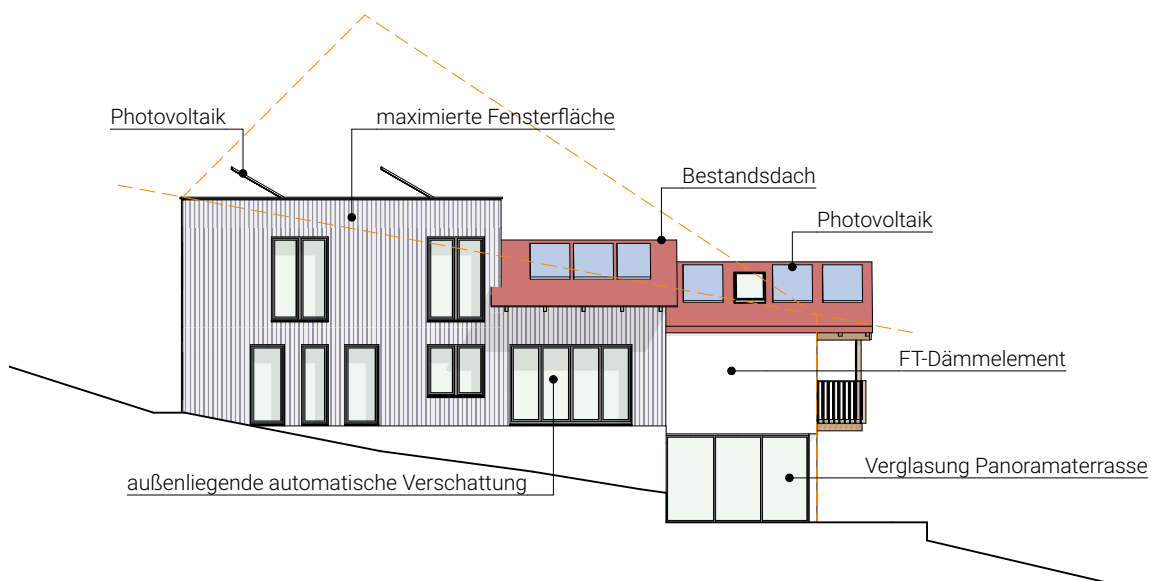 Photovoltaik
maximierte Fensterfläche
Bestandsdach
Photovoltaik
FT-Dämmelement
Verglasung Panoramaterrasse
außenliegende automatische Verschattung